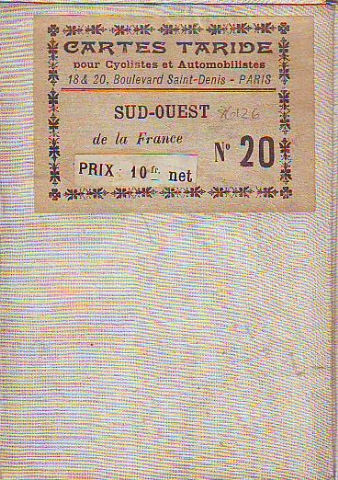 CARTES TARIDE
pour Cyclistes et Automobilistes
18 & 20, Boulevard Saint-Denis - PARIS
SUD-OUEST
de la France
N° 20
PRIX : 10 fr. net